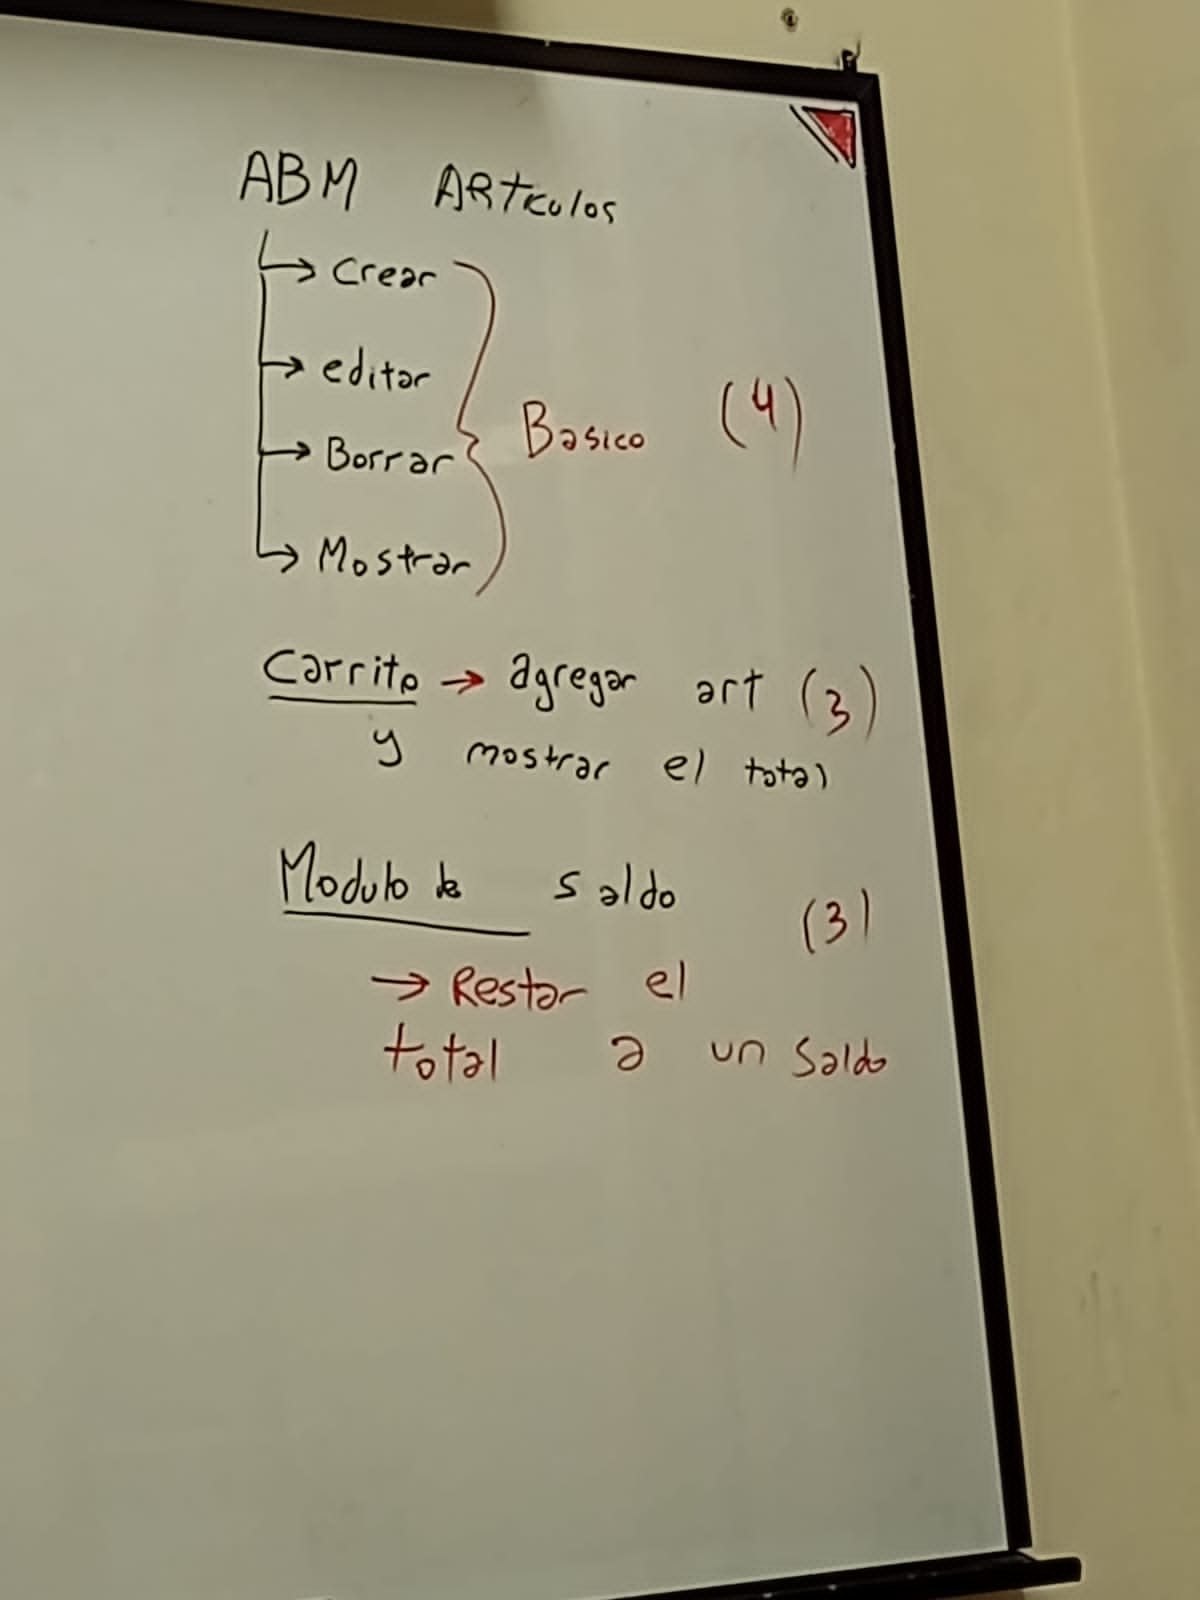 ABM ARtculos
Crear
editar
Borrar
Mostrar
Basico (4)
Carrito → agregar art (3)
y mostrar el total
Modulo de saldo (3)
→ Restar el
total a un Saldo